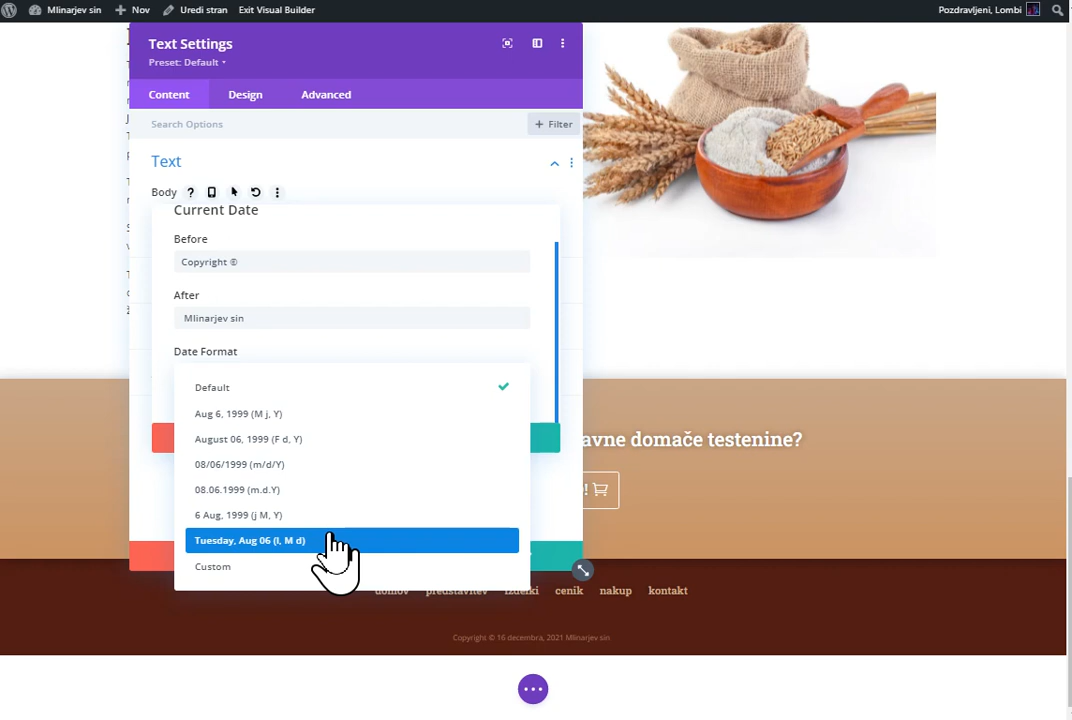 Mlinarjev sin
Nov
Uredi stran
Exit Visual Builder
Pozdravljeni, Lombi
Text Settings
Preset: Default
Content
Design
Advanced
Search Options
+ Filter
Text
Body
?
Current Date
Before
Copyright ©
After
Mlinarjev sin
Date Format
Default
Aug 6, 1999 (M j, Y)
August 06, 1999 (F d, Y)
08/06/1999 (m/d/Y)
08.06.1999 (m.d.Y)
6 Aug, 1999 (j M, Y)
Tuesday, Aug 06 (l, M d)
Custom
domače testenine?
domov
predstavitev
izdelki
cenik
nakup
kontakt
Copyright © 16 decembra, 2021 Mlinarjev sin